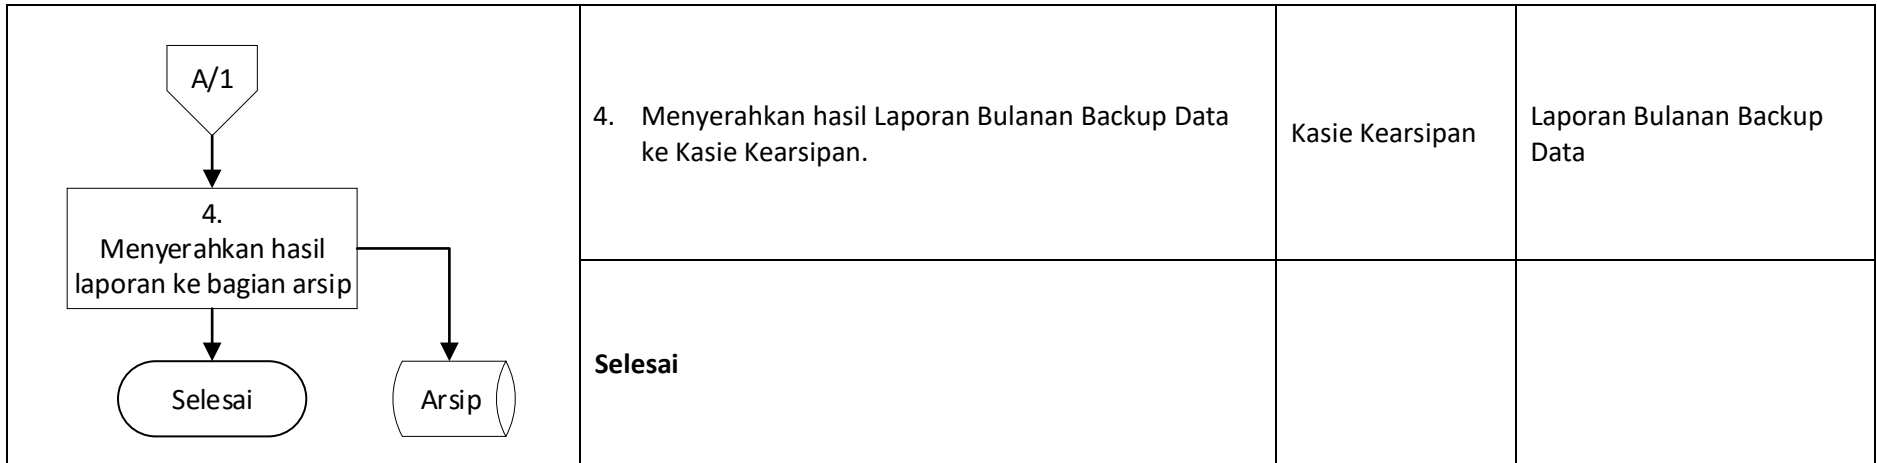 A/1
4.
Menyerahkan hasil
laporan ke bagian arsip
Selesai
Arsip
4. Menyerahkan hasil Laporan Bulanan Backup Data
ke Kasie Kearsipan.
Kasie Kearsipan
Laporan Bulanan Backup
Data
Selesai